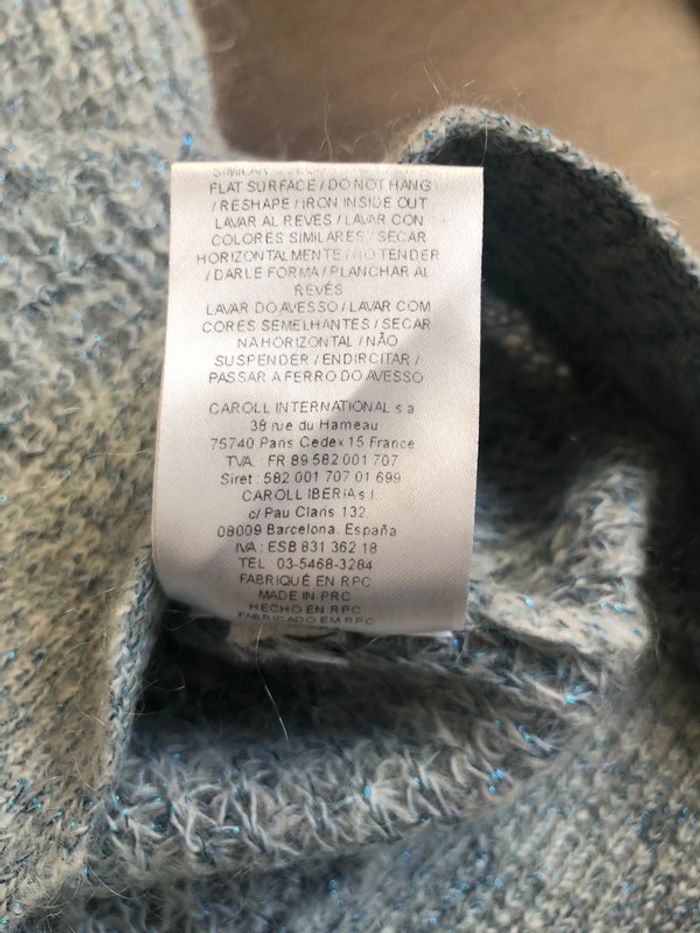 FLAT SURFACE / DO NOT HANG
/ RESHAPE / IRON INSIDE OUT
LAVAR AL REVES / LAVAR CON
COLORES SIMILARES / SECAR
HORIZONTALMENTE / NO TENDER
/ DARLE FORMA / PLANCHAR AL
REVÉS
LAVAR DO AVESSO / LAVAR COM
CORES SEMELHANTES / SECAR
NA HORIZONTAL / NÃO
SUSPENDER / ENDIRCITAR /
PASSAR A FERRO DO AVESSO
CAROLL INTERNATIONAL s a
38 rue du Hameau
75740 Paris Cedex 15 France
TVA : FR 89 582 001 707
Siret : 582 001 707 01 699
CAROLL IBERIA s l.
c/ Pau Claris 132
08009 Barcelona. España
IVA : ESB 831 362 18
TEL : 03-5468-3284
FABRIQUÉ EN RPC
MADE IN PRC
HECHO EN RPC
FABRICADO EM RPC